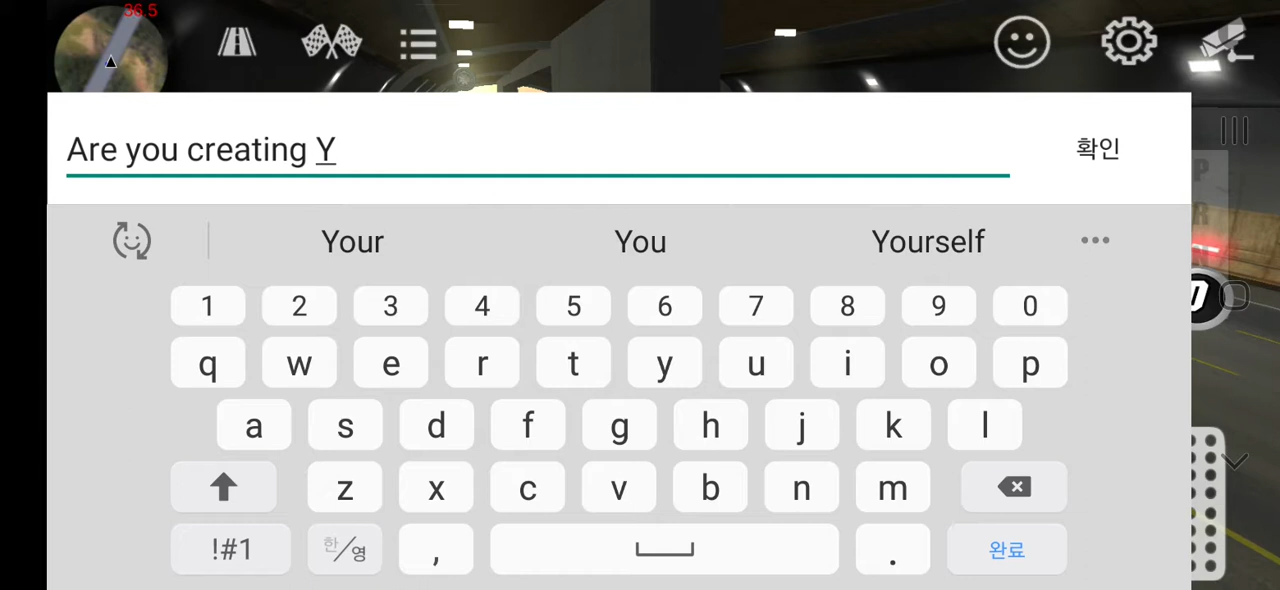 36.5
Are you creating Y
확인
Your You Yourself
1 2 3 4 5 6 7 8 9 0
q w e r t y u i o p
a s d f g h j k l
z x c v b n m
!#1 한/영 , . 완료
P
R